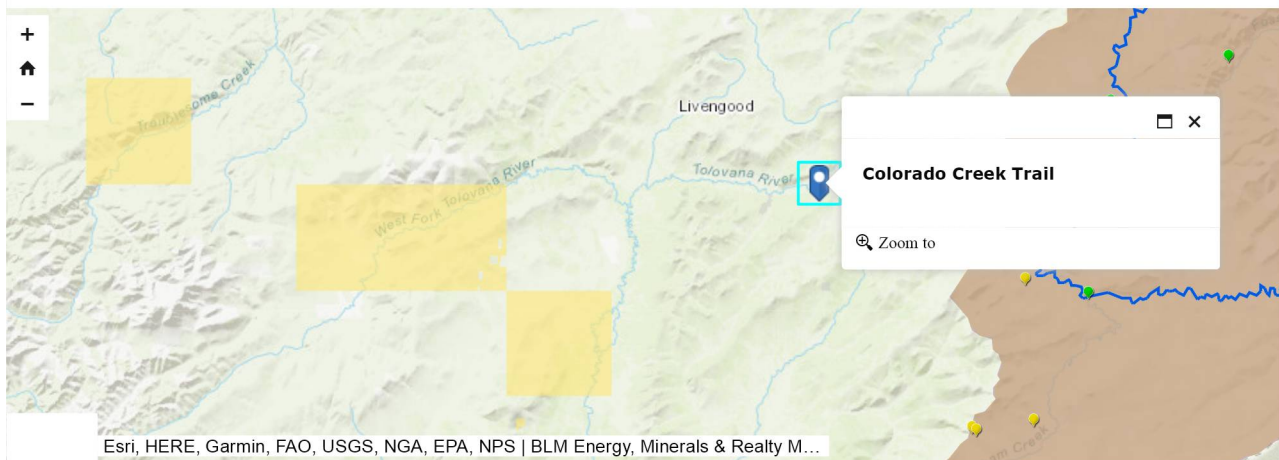 +
−
Troublesome Creek
Livengood
West Fork Tolovana River
Tolovana River
Colorado Creek Trail
Zoom to
Creek
Esri, HERE, Garmin, FAO, USGS, NGA, EPA, NPS | BLM Energy, Minerals & Realty M...